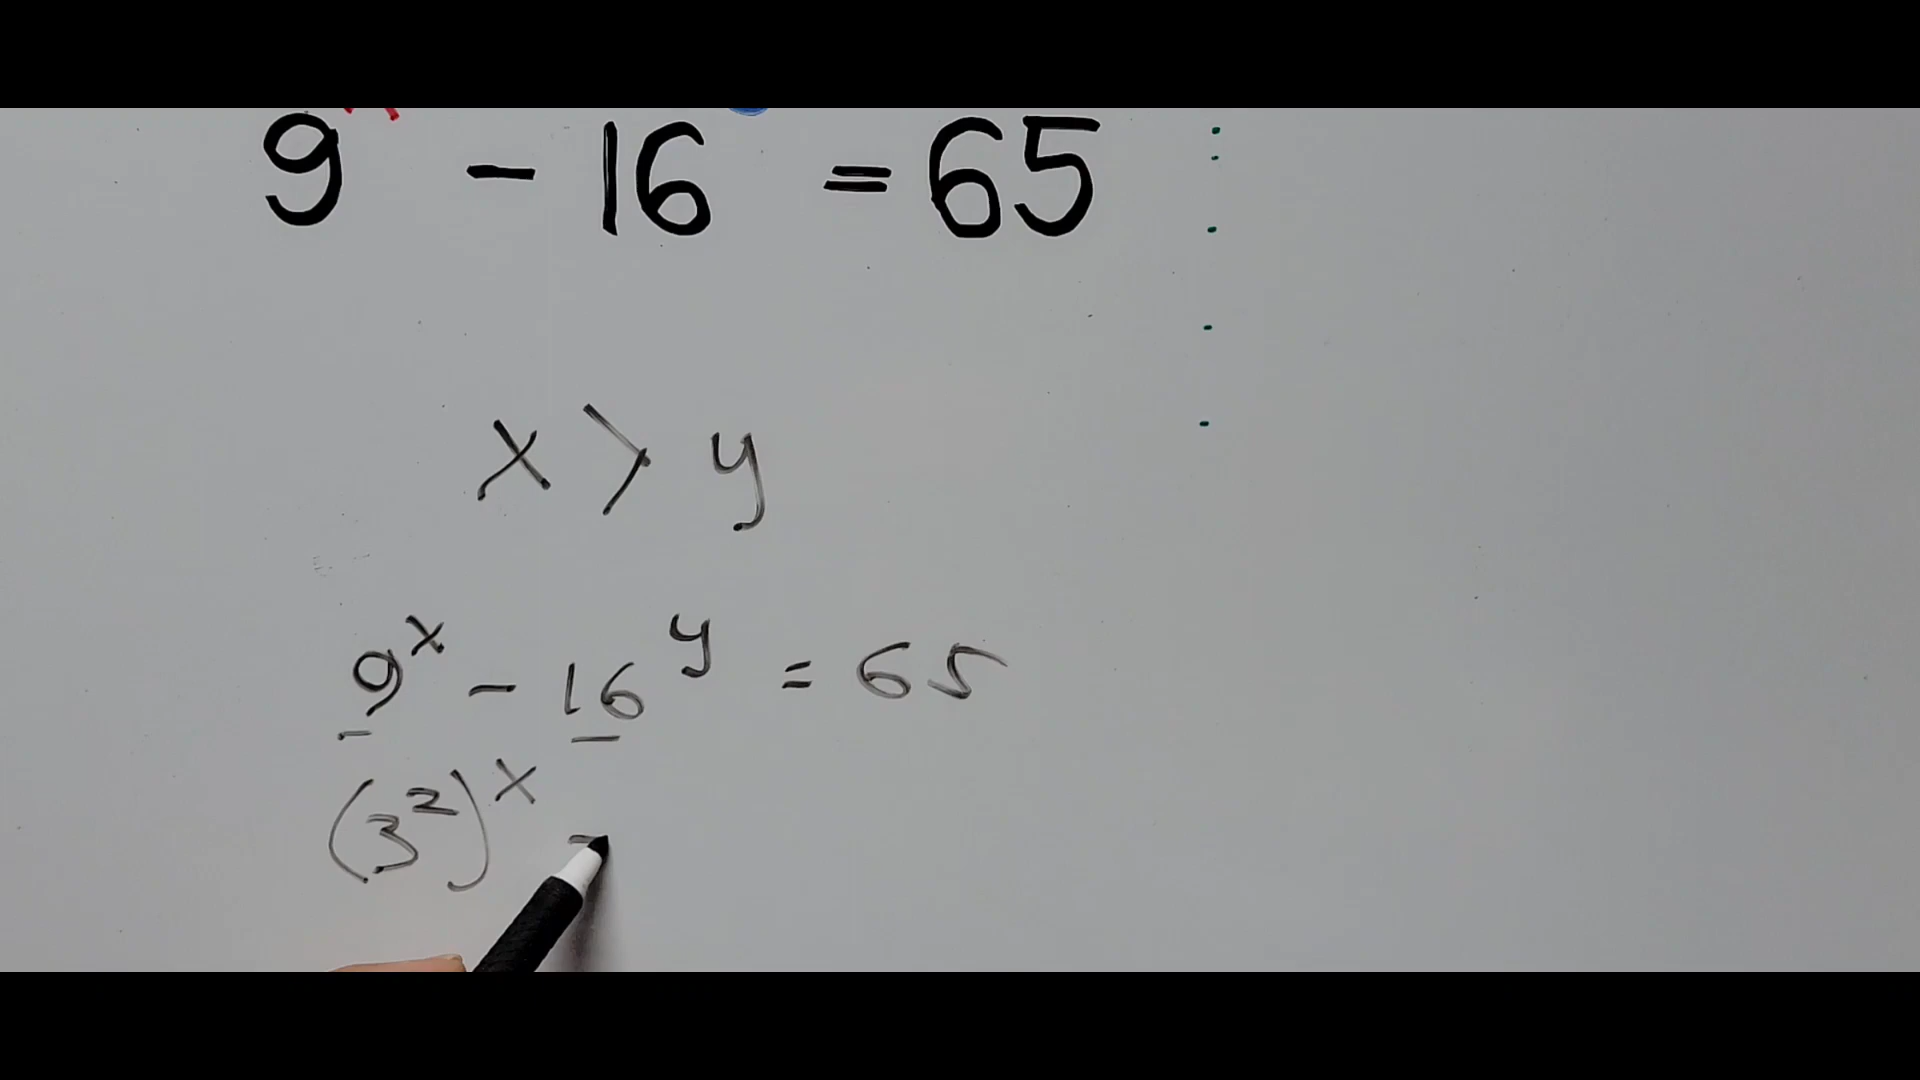 9 - 16 = 65
x > y
9^x - 16^y = 65
(3^2)^x -